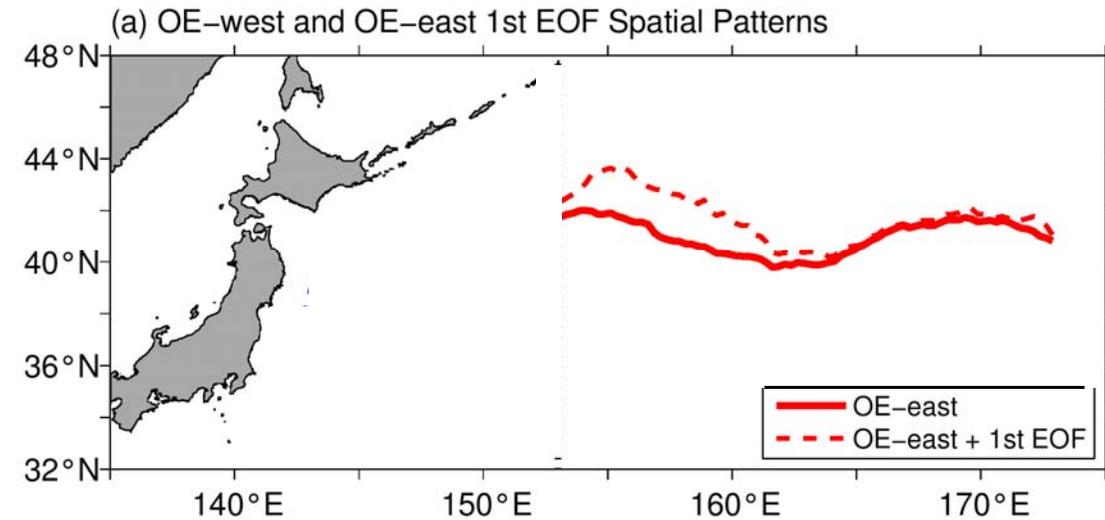 (a) OE−west and OE−east 1st EOF Spatial Patterns
48°N
44°N
40°N
36°N
32°N
OE−east
OE−east + 1st EOF
140°E 150°E 160°E 170°E